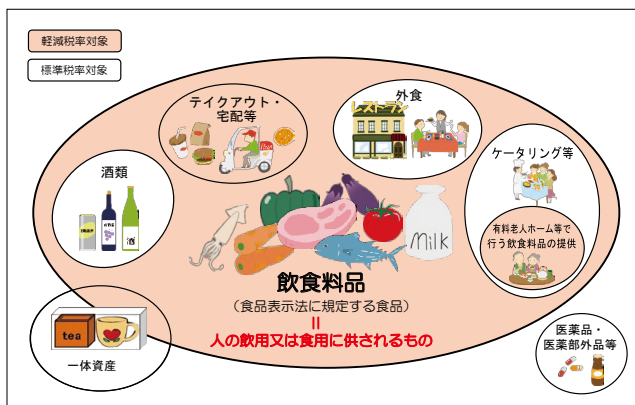 軽減税率対象
標準税率対象
テイクアウト・
宅配等
外食
レストラン
ケータリング等
有料老人ホーム等で
行う飲食料品の提供
酒類
酒
Milk
飲食料品
(食品表示法に規定する食品)
=
人の飲用又は食用に供されるもの
tea
一体資産
医薬品・
医薬部外品等